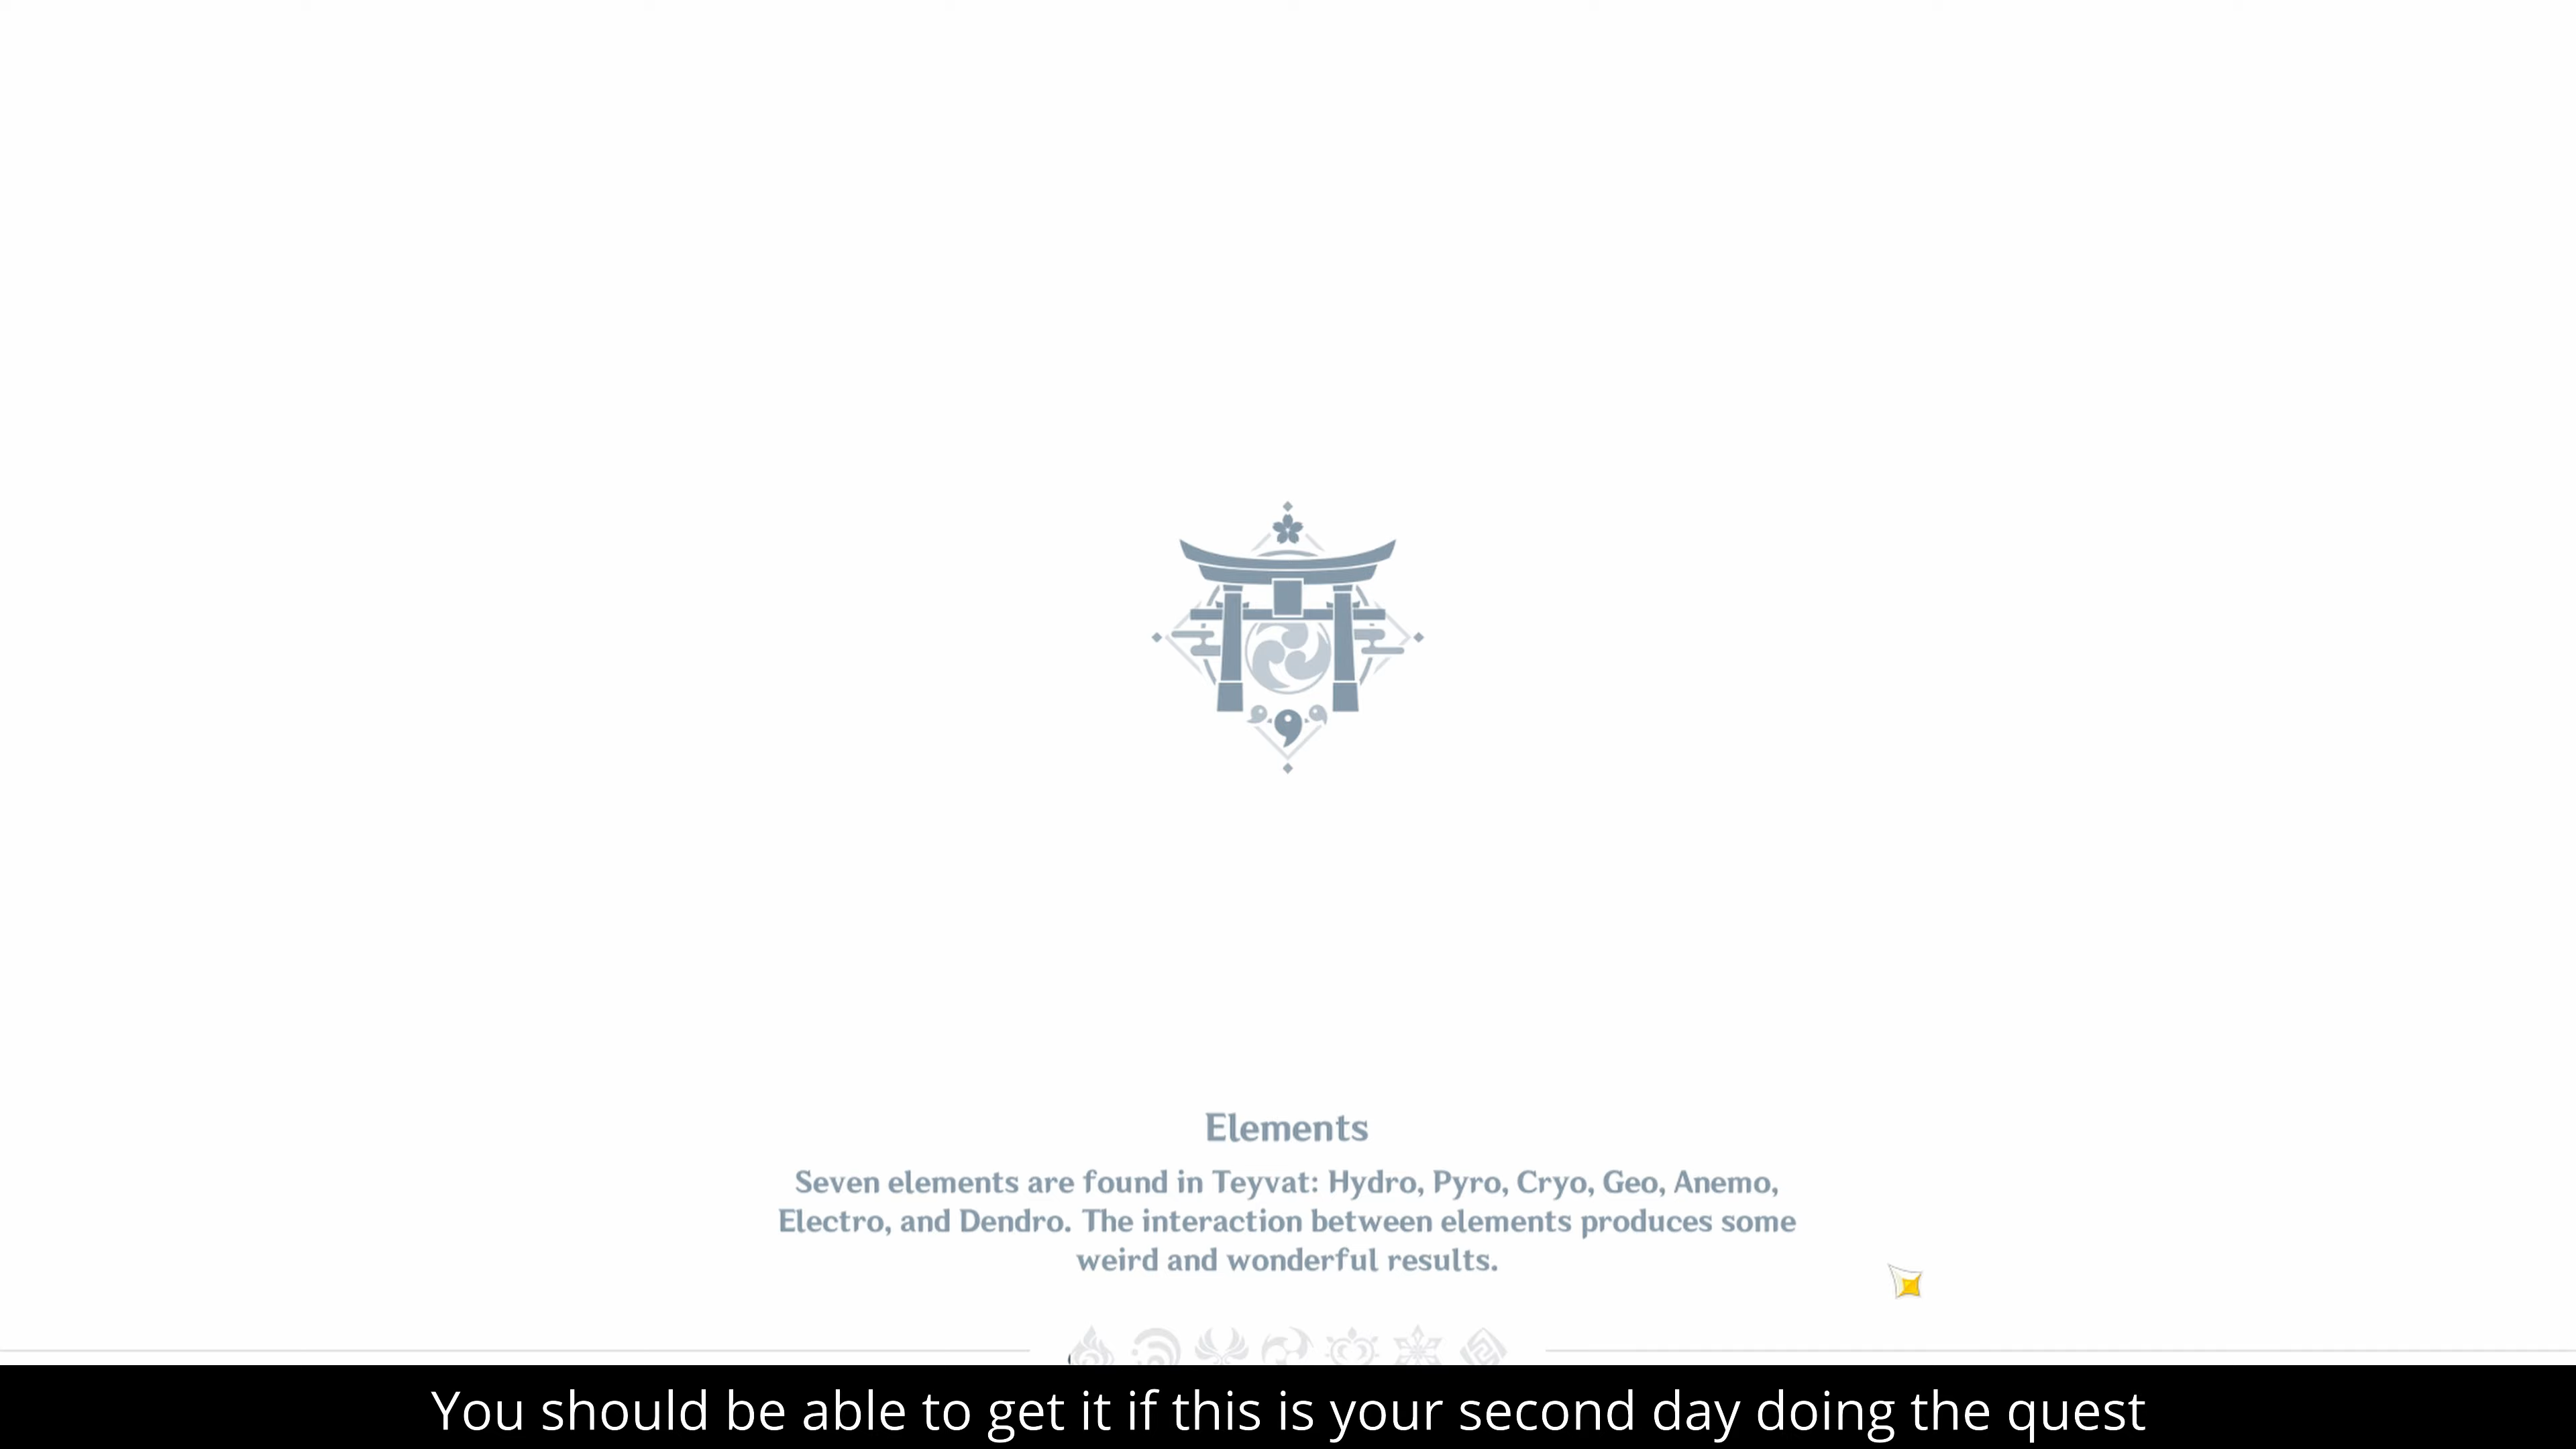 Elements
Seven elements are found in Teyvat: Hydro, Pyro, Cryo, Geo, Anemo,
Electro, and Dendro. The interaction between elements produces some
weird and wonderful results.
You should be able to get it if this is your second day doing the quest